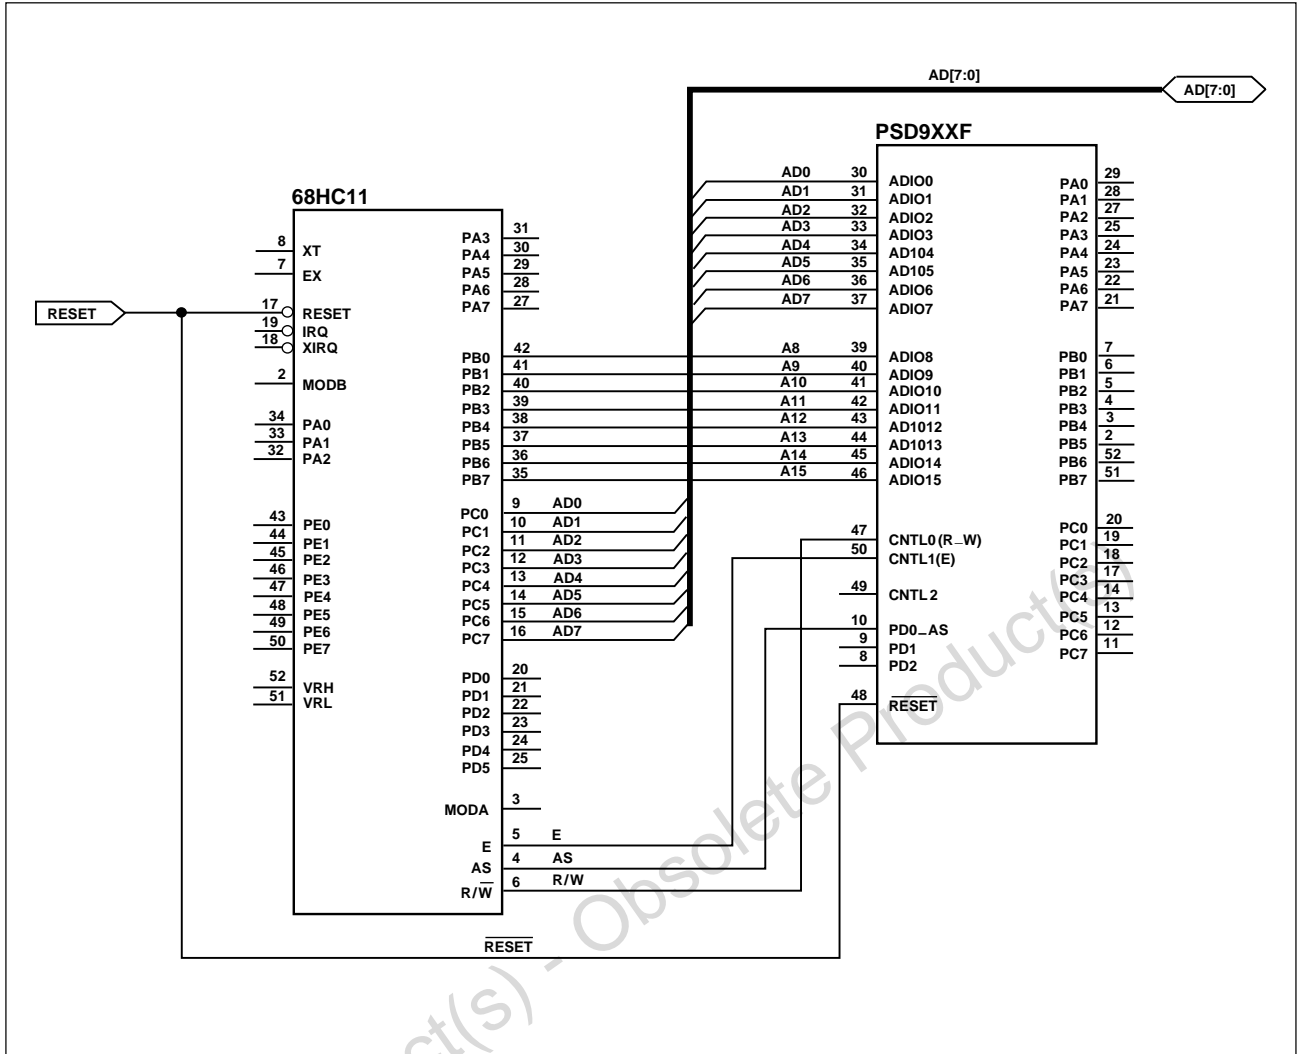 AD[7:0]
AD[7:0]
PSD9XXF
AD0 30 ADIO0
AD1 31 ADIO1
AD2 32 ADIO2
AD3 33 ADIO3
AD4 34 AD104
AD5 35 AD105
AD6 36 ADIO6
AD7 37 ADIO7
A8 39 ADIO8
A9 40 ADIO9
A10 41 ADIO10
A11 42 ADIO11
A12 43 AD1012
A13 44 AD1013
A14 45 ADIO14
A15 46 ADIO15
47 CNTL0(R_W)
50 CNTL1(E)
49 CNTL2
10 PD0_AS
9 PD1
8 PD2
48 RESET
PA0 29
PA1 28
PA2 27
PA3 25
PA4 24
PA5 23
PA6 22
PA7 21
PB0 7
PB1 6
PB2 5
PB3 4
PB4 3
PB5 2
PB6 52
PB7 51
PC0 20
PC1 19
PC2 18
PC3 17
PC4 14
PC5 13
PC6 12
PC7 11
68HC11
RESET
8 XT
7 EX
17 RESET
19 IRQ
18 XIRQ
2 MODB
34 PA0
33 PA1
32 PA2
43 PE0
44 PE1
45 PE2
46 PE3
47 PE4
48 PE5
49 PE6
50 PE7
52 VRH
51 VRL
PA3 31
PA4 30
PA5 29
PA6 28
PA7 27
PB0 42
PB1 41
PB2 40
PB3 39
PB4 38
PB5 37
PB6 36
PB7 35
PC0 9 AD0
PC1 10 AD1
PC2 11 AD2
PC3 12 AD3
PC4 13 AD4
PC5 14 AD5
PC6 15 AD6
PC7 16 AD7
PD0 20
PD1 21
PD2 22
PD3 23
PD4 24
PD5 25
MODA 3
E 5 E
AS 4 AS
R/W 6 R/W
RESET
ct(s) - Obsolete Product(s)